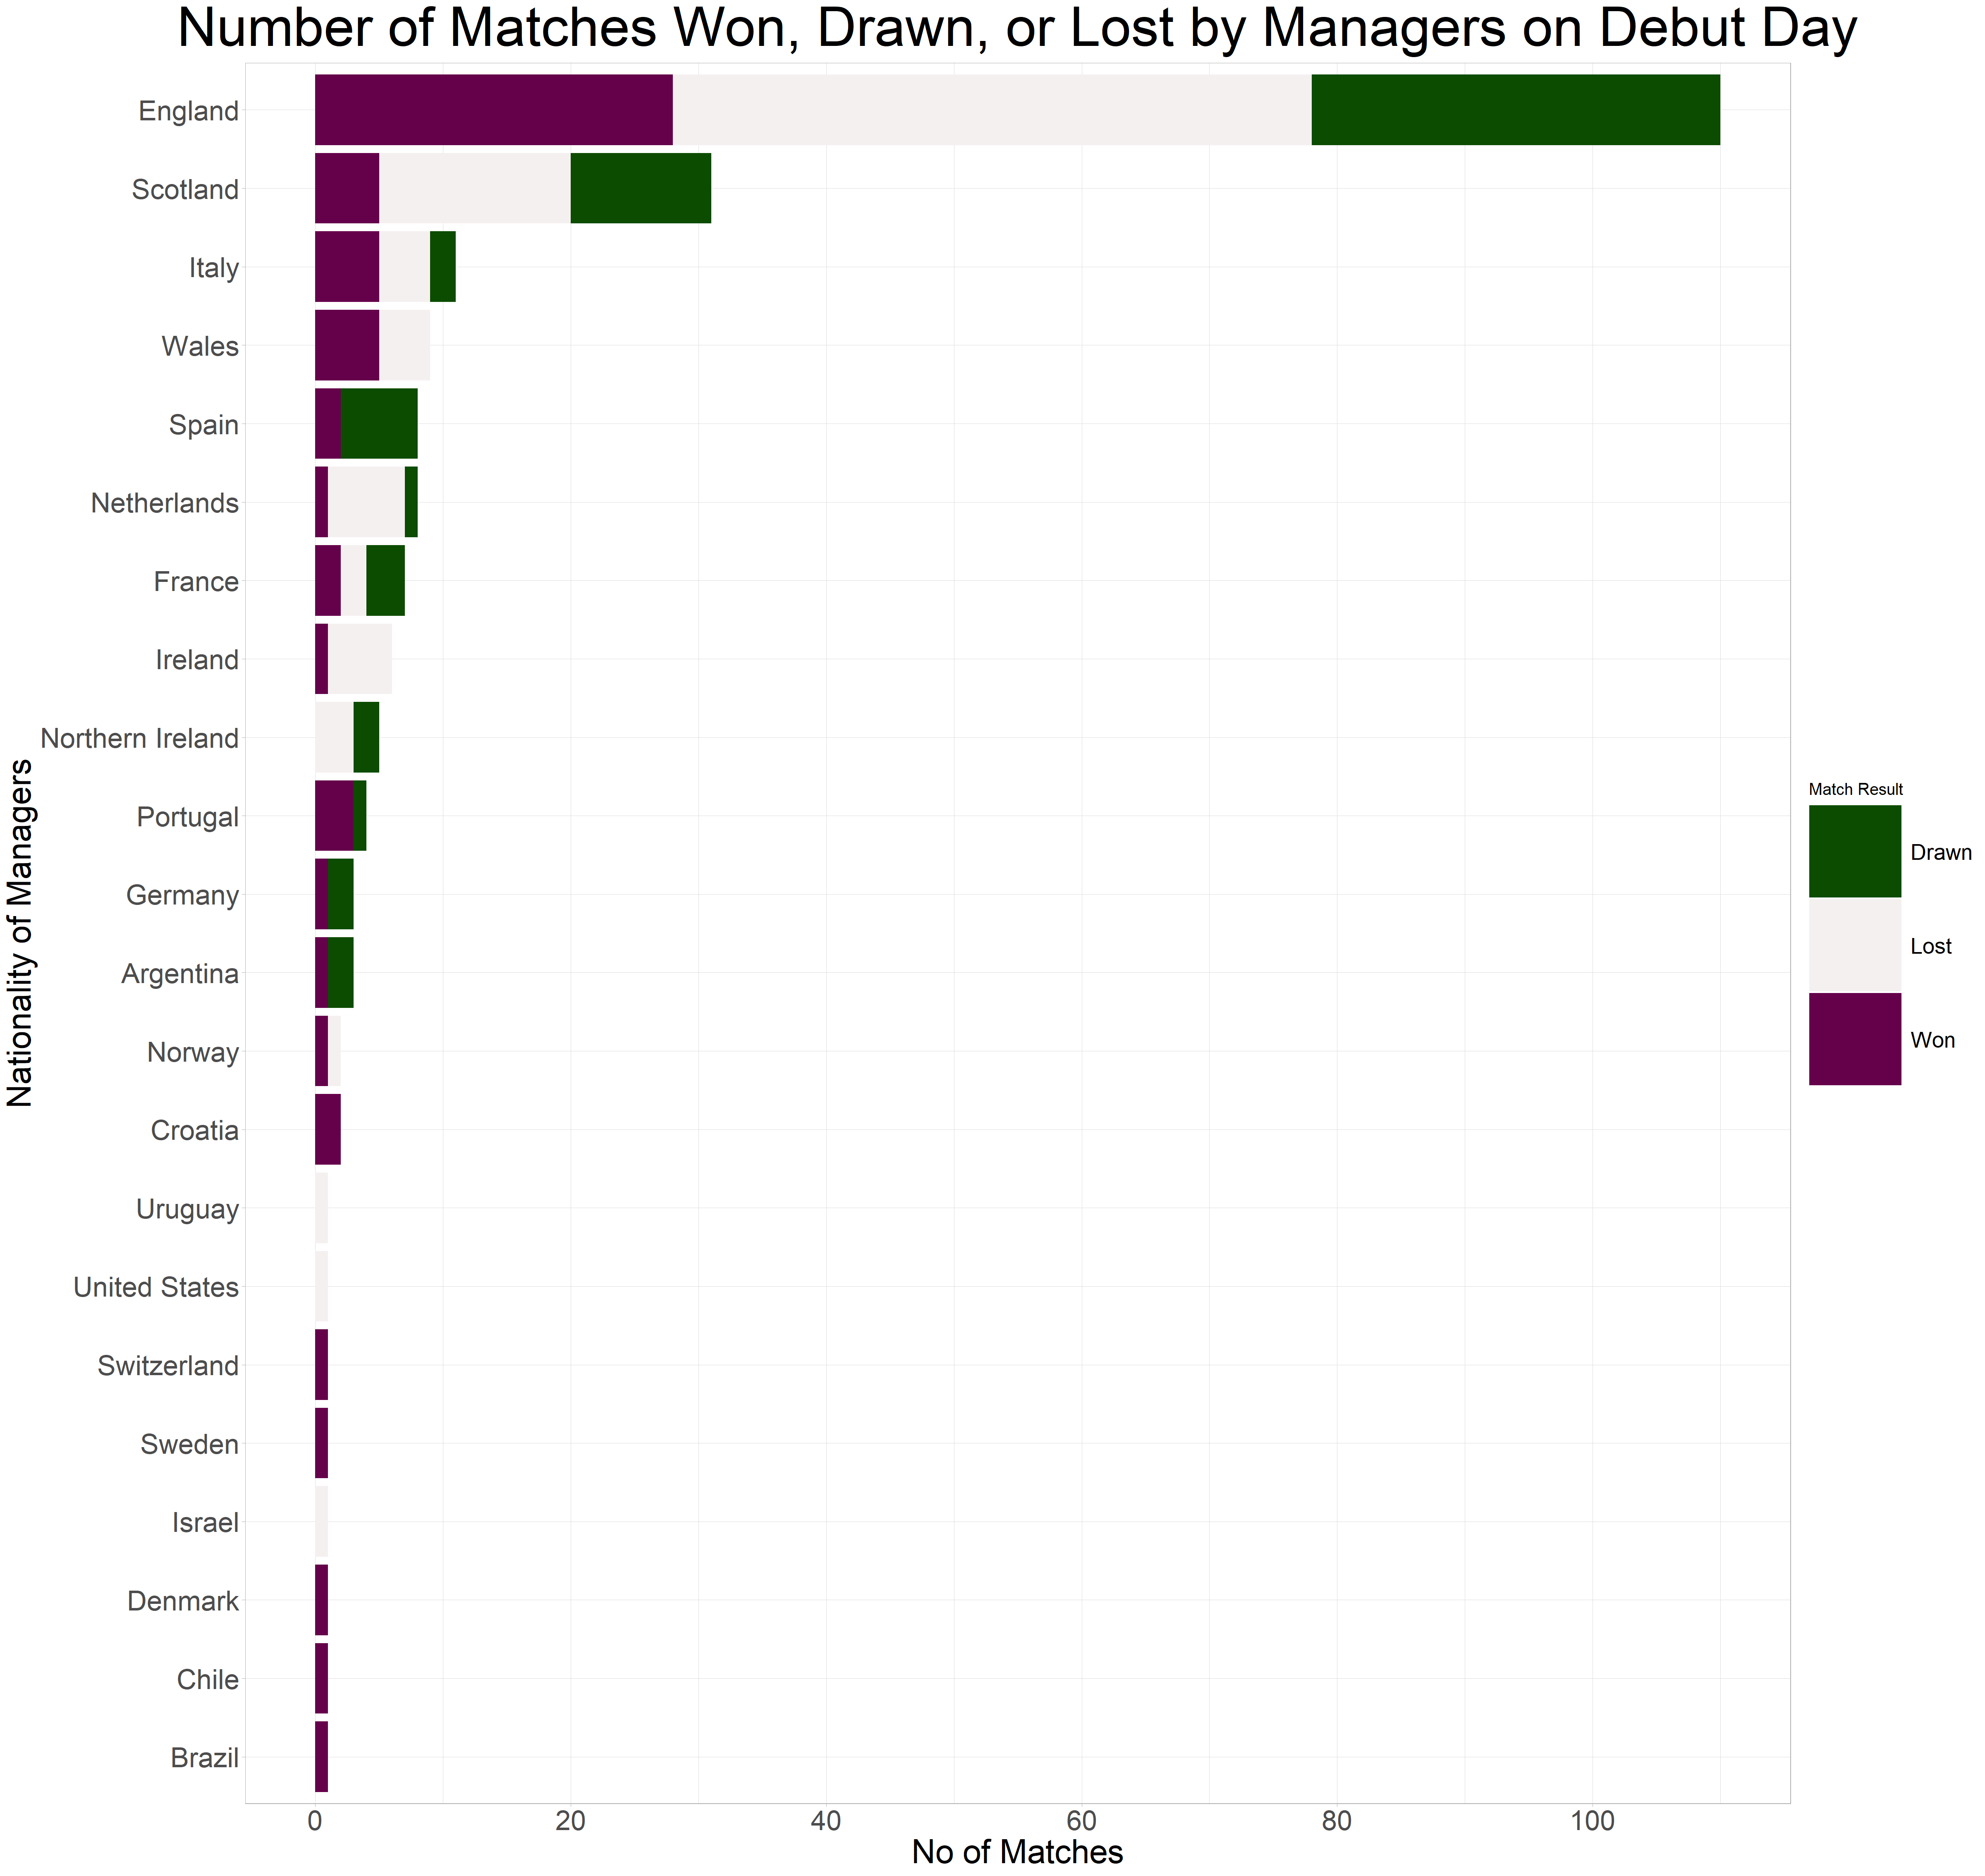 Number of Matches Won, Drawn, or Lost by Managers on Debut Day
Nationality of Managers
England
Scotland
Italy
Wales
Spain
Netherlands
France
Ireland
Northern Ireland
Portugal
Germany
Argentina
Norway
Croatia
Uruguay
United States
Switzerland
Sweden
Israel
Denmark
Chile
Brazil
0 20 40 60 80 100
No of Matches
Match Result
Drawn
Lost
Won